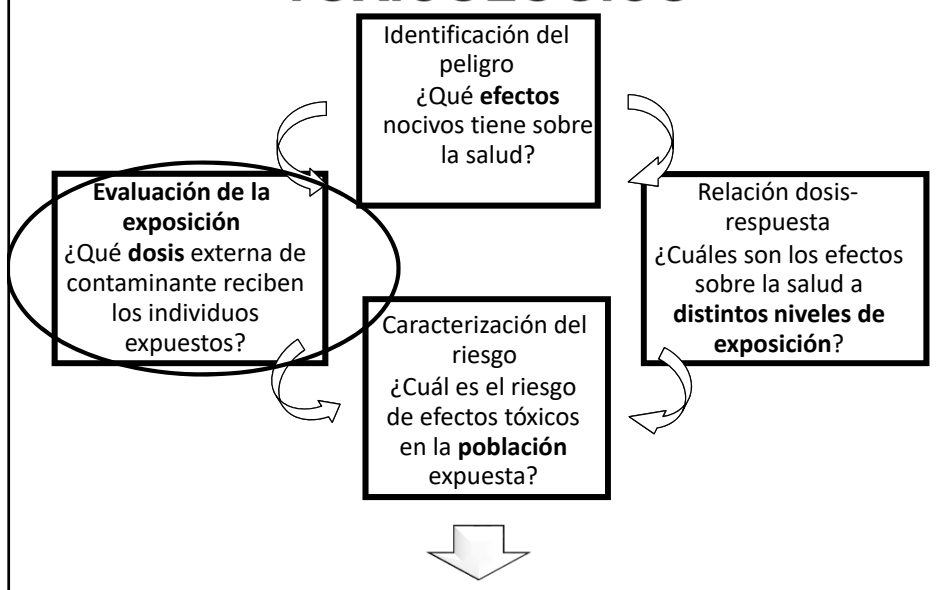 Identificación del
peligro
¿Qué efectos
nocivos tiene sobre
la salud?
Evaluación de la
exposición
¿Qué dosis externa de
contaminante reciben
los individuos
expuestos?
Relación dosis-
respuesta
¿Cuáles son los efectos
sobre la salud a
distintos niveles de
exposición?
Caracterización del
riesgo
¿Cuál es el riesgo
de efectos tóxicos
en la población
expuesta?